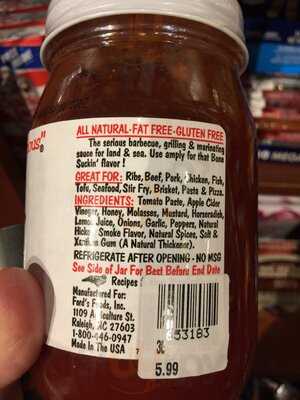 ALL NATURAL-FAT FREE-GLUTEN FREE
The serious barbecue, grilling & marinating
sauce for land & sea. Use amply for that Bone
Suckin' flavor!
GREAT FOR: Ribs, Beef, Pork, Chicken, Fish,
Tofu, Seafood, Stir Fry, Brisket, Pasta & Pizza.
INGREDIENTS: Tomato Paste, Apple Cider
Vinegar, Honey, Molasses, Mustard, Horseradish,
Lemon Juice, Onions, Garlic, Peppers, Natural
Hickory Smoke Flavor, Natural Spices, Salt &
Xanthan Gum (A Natural Thickener).
REFRIGERATE AFTER OPENING - NO MSG
See Side of Jar For Best Before End Date
Recipes
Manufactured For:
Ford's Foods, Inc.
1109 Agriculture St.
Raleigh, NC 27603
1-800-446-0947
Made In The USA
53183
5.99